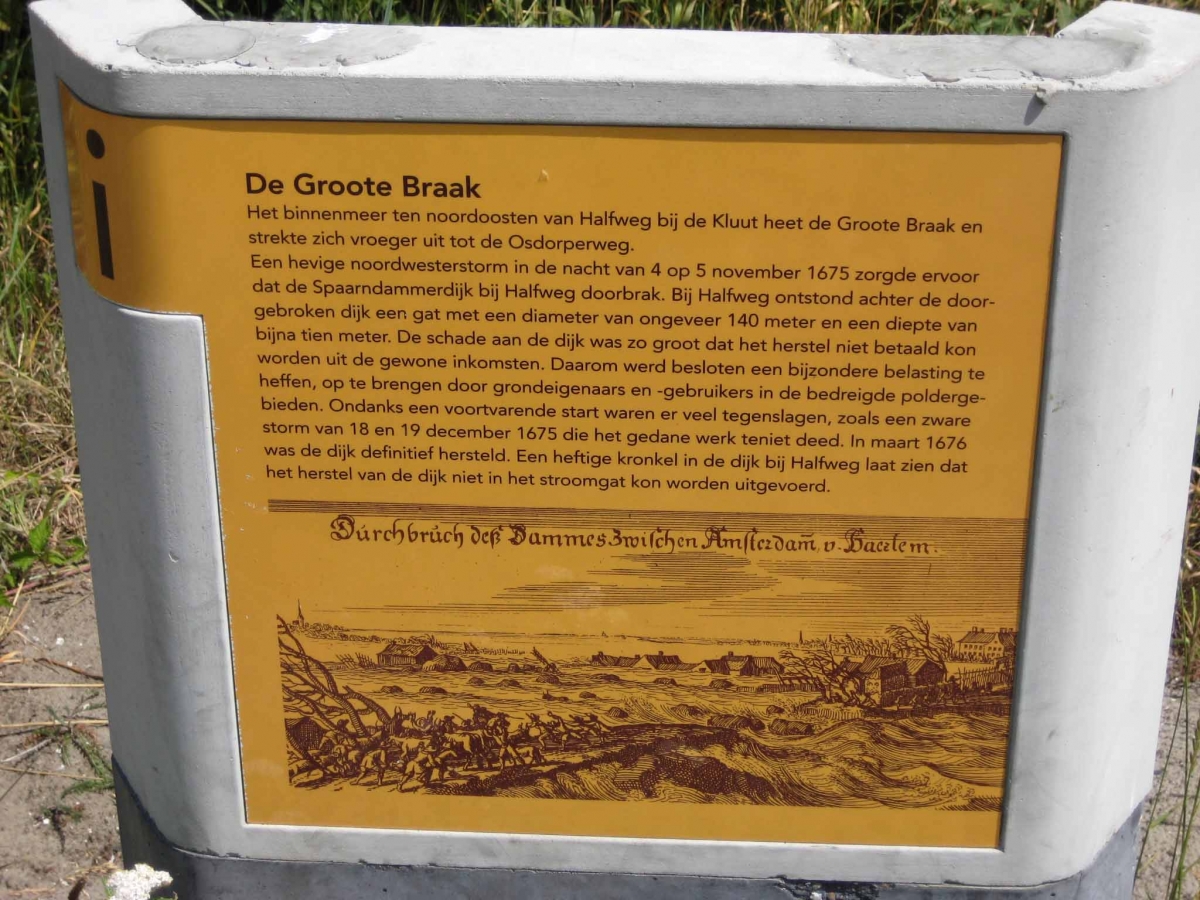 i
De Groote Braak
Het binnenmeer ten noordoosten van Halfweg bij de Kluut heet de Groote Braak en
strekte zich vroeger uit tot de Osdorperweg.
Een hevige noordwesterstorm in de nacht van 4 op 5 november 1675 zorgde ervoor
dat de Spaarndammerdijk bij Halfweg doorbrak. Bij Halfweg ontstond achter de door-
gebroken dijk een gat met een diameter van ongeveer 140 meter en een diepte van
bijna tien meter. De schade aan de dijk was zo groot dat het herstel niet betaald kon
worden uit de gewone inkomsten. Daarom werd besloten een bijzondere belasting te
heffen, op te brengen door grondeigenaars en -gebruikers in de bedreigde polderge-
bieden. Ondanks een voortvarende start waren er veel tegenslagen, zoals een zware
storm van 18 en 19 december 1675 die het gedane werk teniet deed. In maart 1676
was de dijk definitief hersteld. Een heftige kronkel in de dijk bij Halfweg laat zien dat
het herstel van de dijk niet in het stroomgat kon worden uitgevoerd.
Dúrchbrúch deß Dammes Zwischen Amsterdam̄ v. Haerlem.